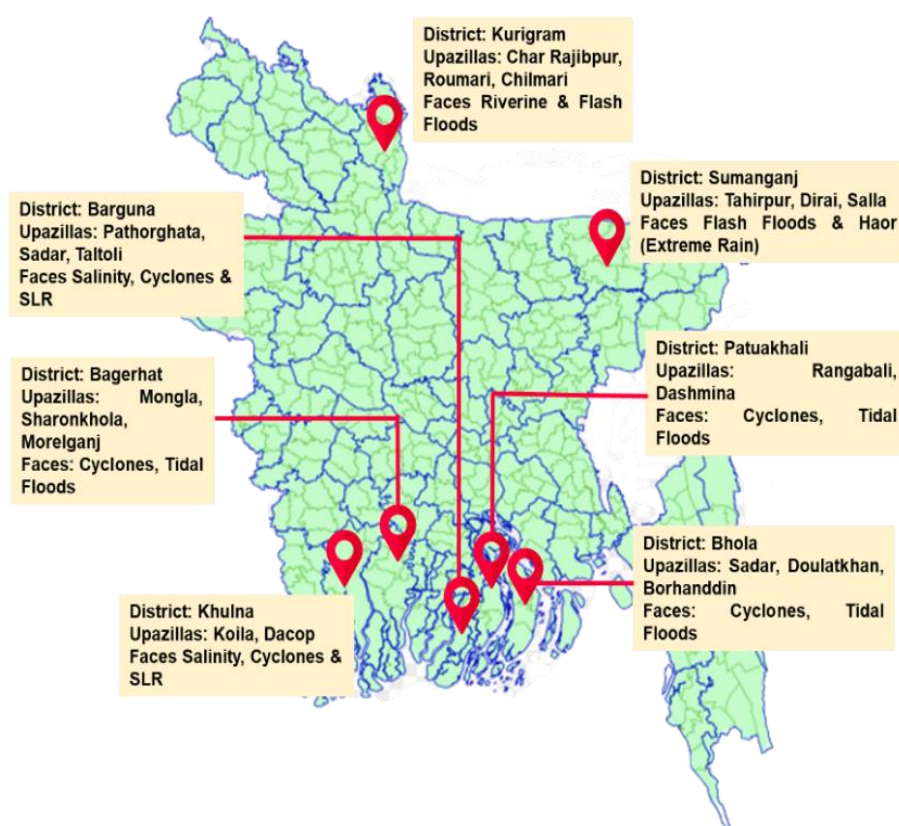 District: Kurigram
Upazillas: Char Rajibpur,
Roumari, Chilmari
Faces Riverine & Flash
Floods
District: Sumanganj
Upazillas: Tahirpur, Dirai, Salla
Faces Flash Floods & Haor
(Extreme Rain)
District: Barguna
Upazillas: Pathorghata,
Sadar, Taltoli
Faces Salinity, Cyclones &
SLR
District: Patuakhali
Upazillas: Rangabali,
Dashmina
Faces: Cyclones, Tidal
Floods
District: Bagerhat
Upazillas: Mongla,
Sharonkhola,
Morelganj
Faces: Cyclones, Tidal
Floods
District: Bhola
Upazillas: Sadar, Doulatkhan,
Borhanddin
Faces: Cyclones, Tidal
Floods
District: Khulna
Upazillas: Koila, Dacop
Faces Salinity, Cyclones &
SLR